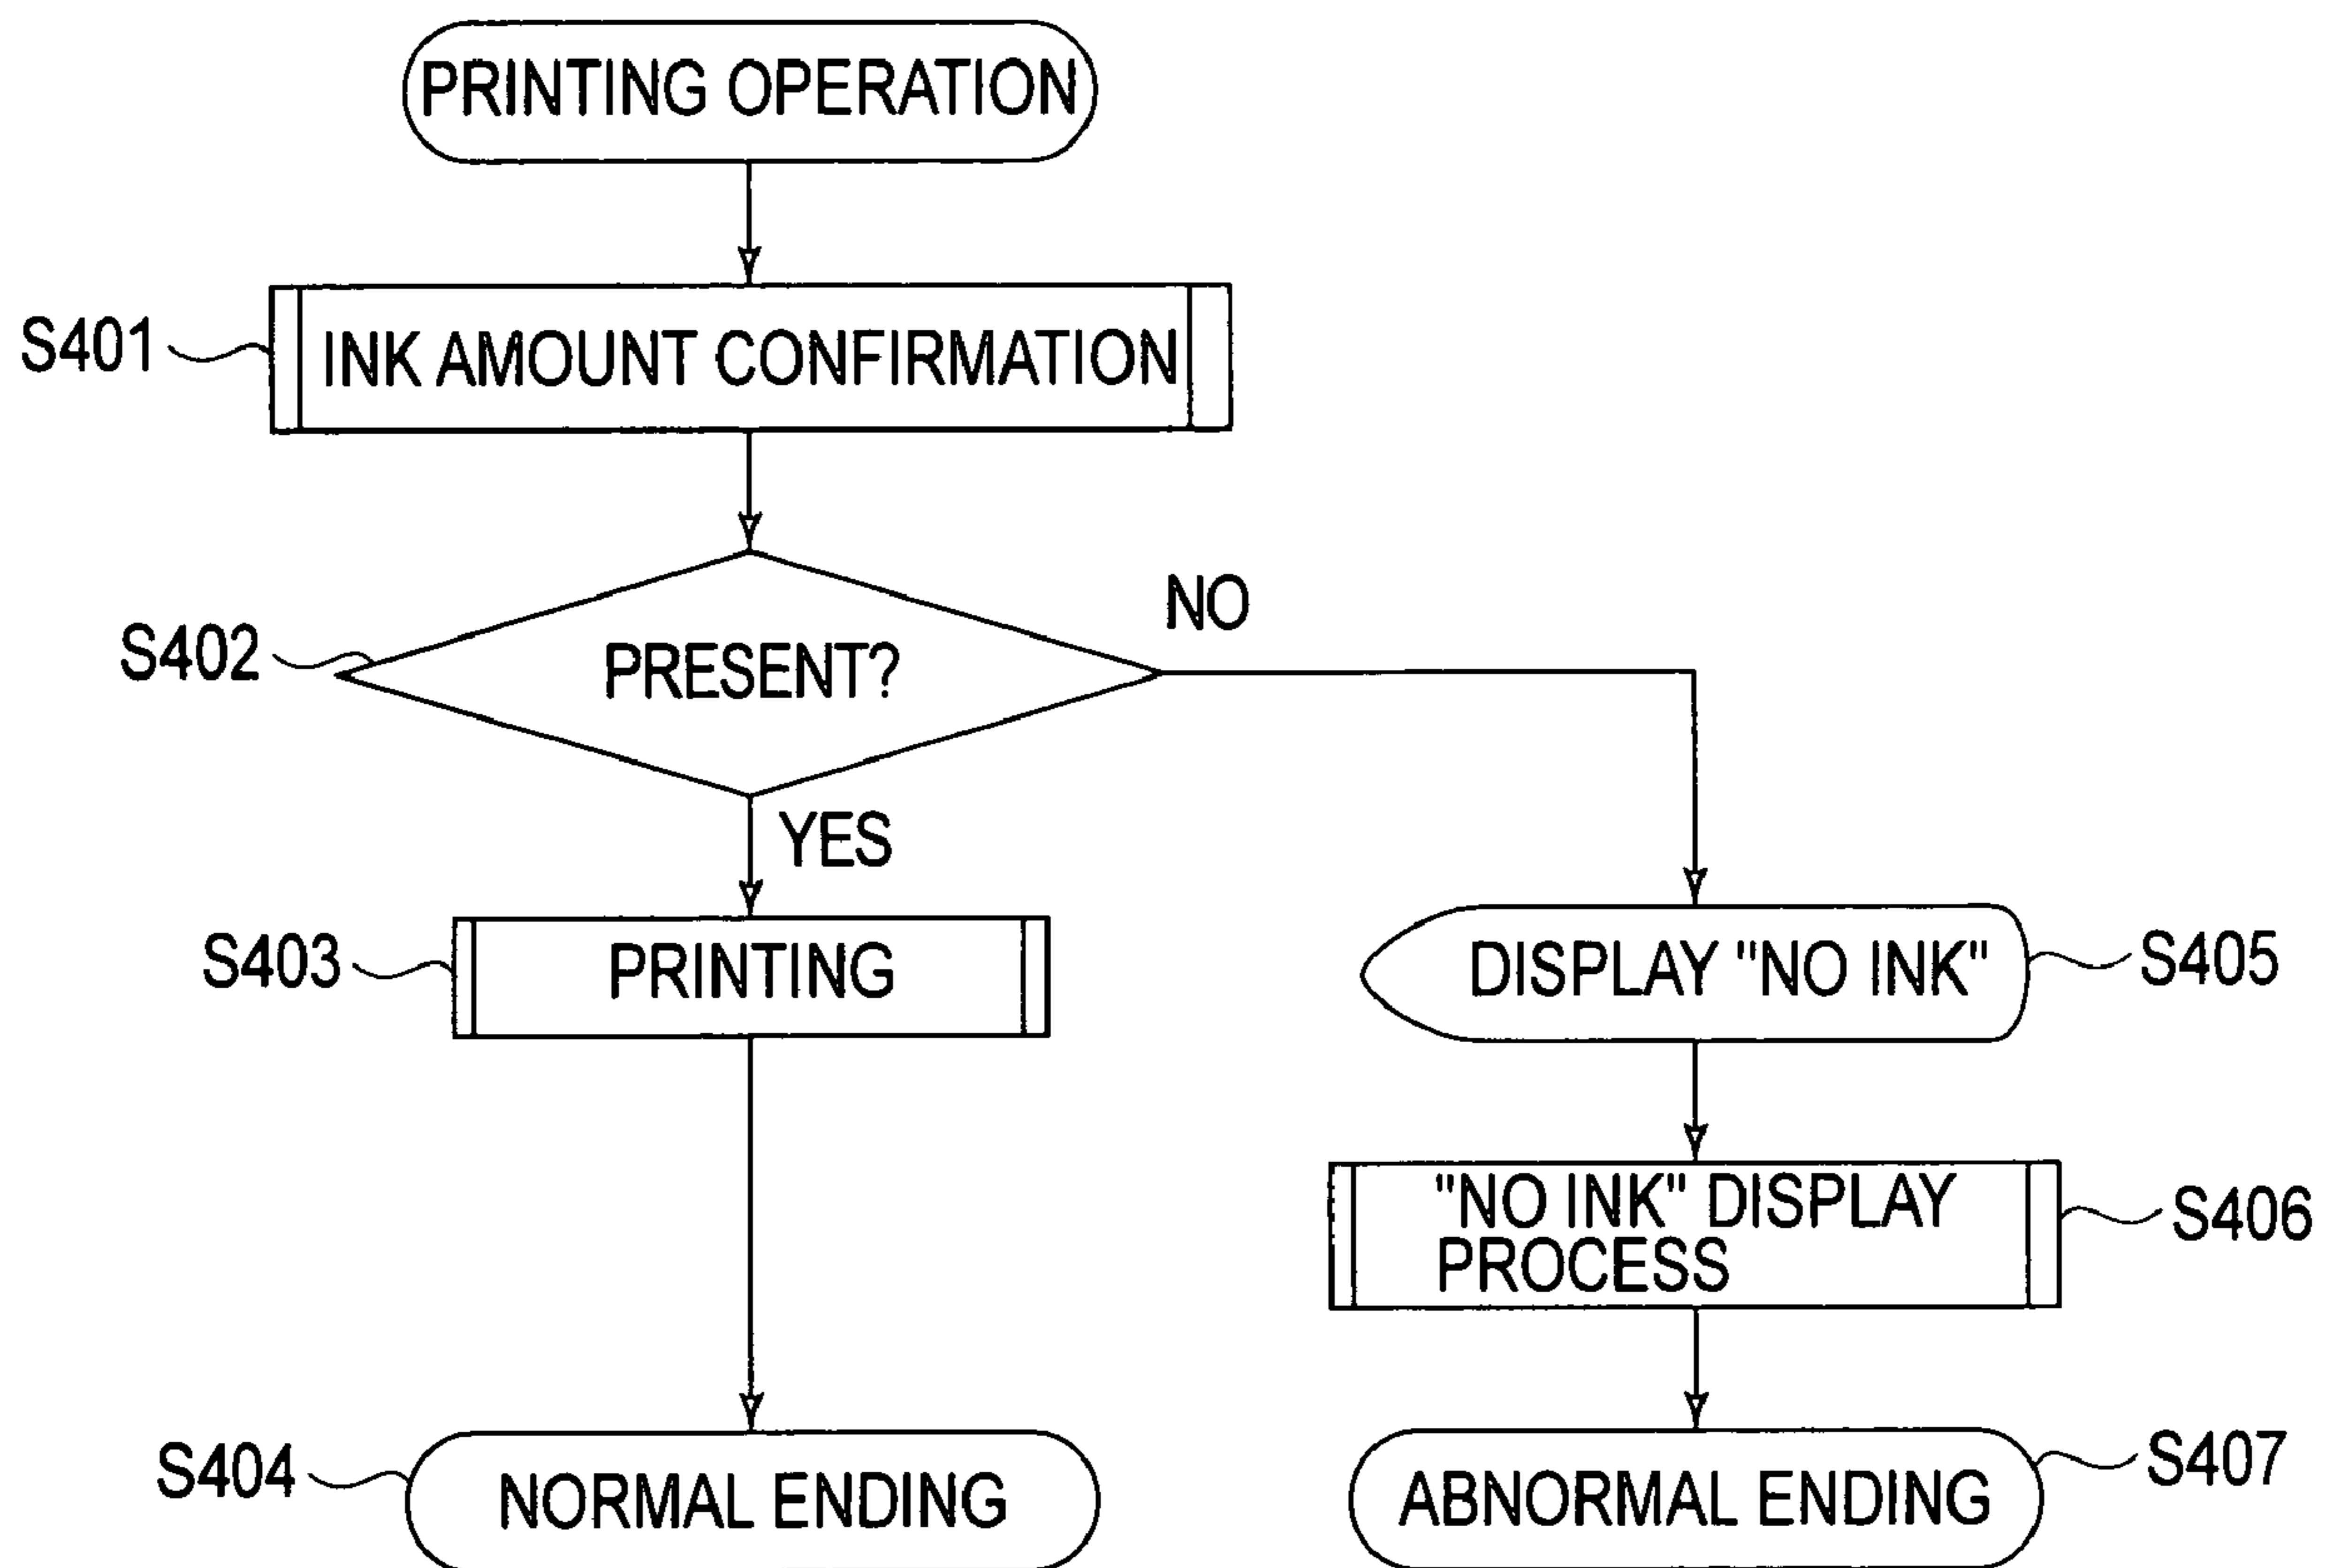 PRINTING OPERATION
S401
INK AMOUNT CONFIRMATION
S402
PRESENT?
NO
YES
S403
PRINTING
DISPLAY "NO INK"
S405
"NO INK" DISPLAY
PROCESS
S406
S404
NORMAL ENDING
ABNORMAL ENDING
S407